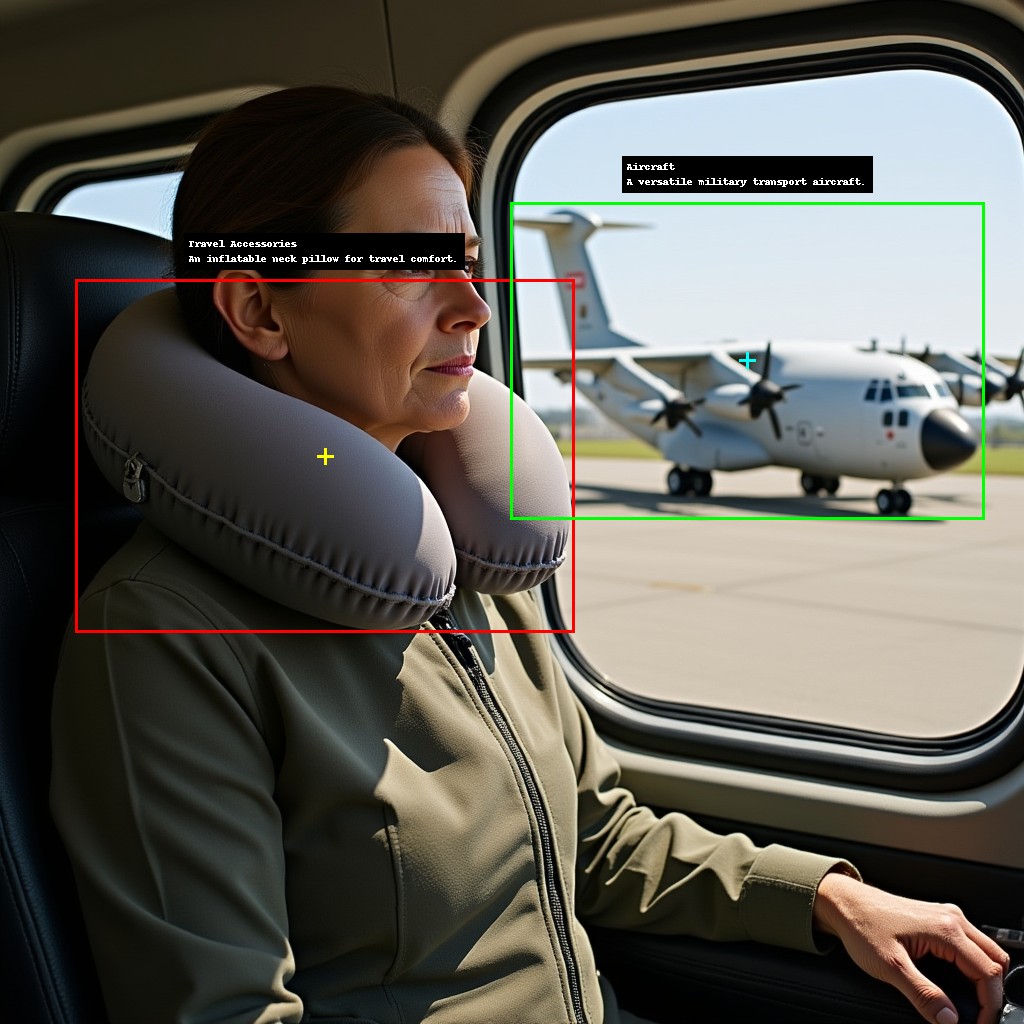 Aircraft
A versatile military transport aircraft.
Travel Accessories
An inflatable neck pillow for travel comfort.